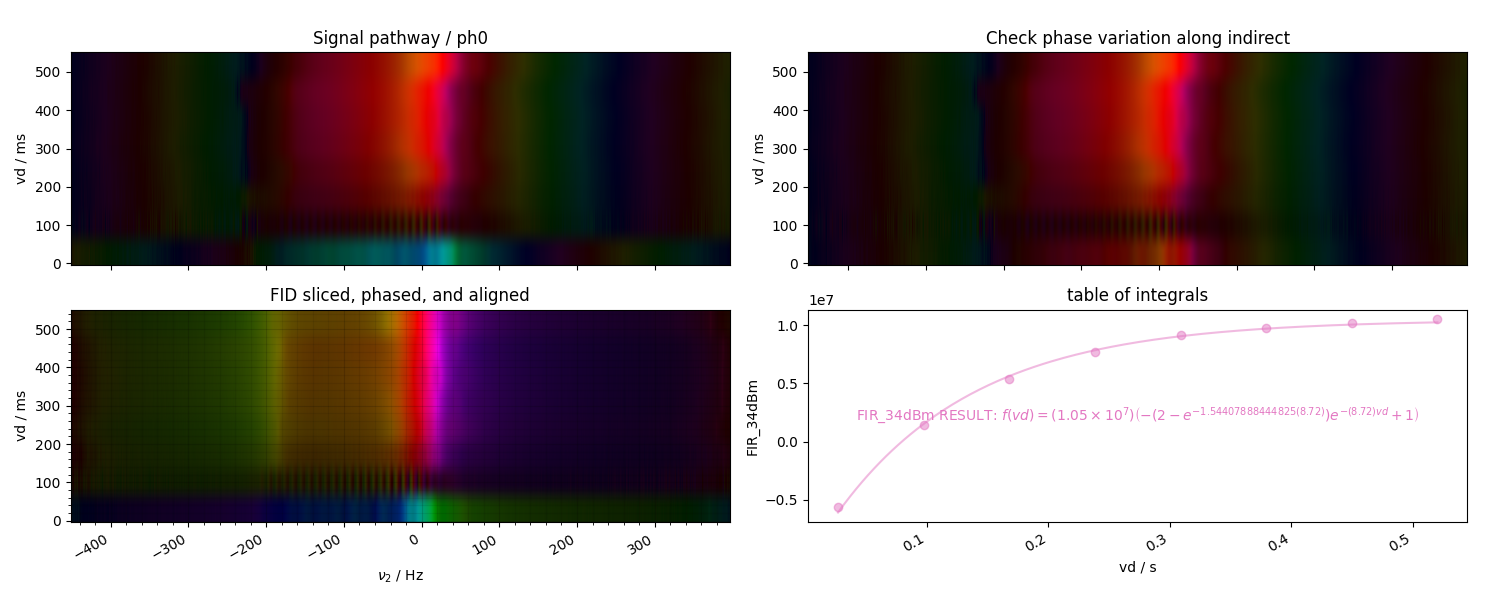 Signal pathway / ph0
vd / ms
500
400
300
200
100
0
Check phase variation along indirect
vd / ms
500
400
300
200
100
0
FID sliced, phased, and aligned
vd / ms
500
400
300
200
100
0
−400
−300
−200
−100
0
100
200
300
ν₂ / Hz
table of integrals
1e7
FIR_34dBm
1.0
0.5
0.0
−0.5
FIR_34dBm RESULT: f(vd) = (1.05 × 10⁷)(−(2 − e^{−1.54407888444825(8.72)})e^{−(8.72)vd} + 1)
0.1
0.2
0.3
0.4
0.5
vd / s